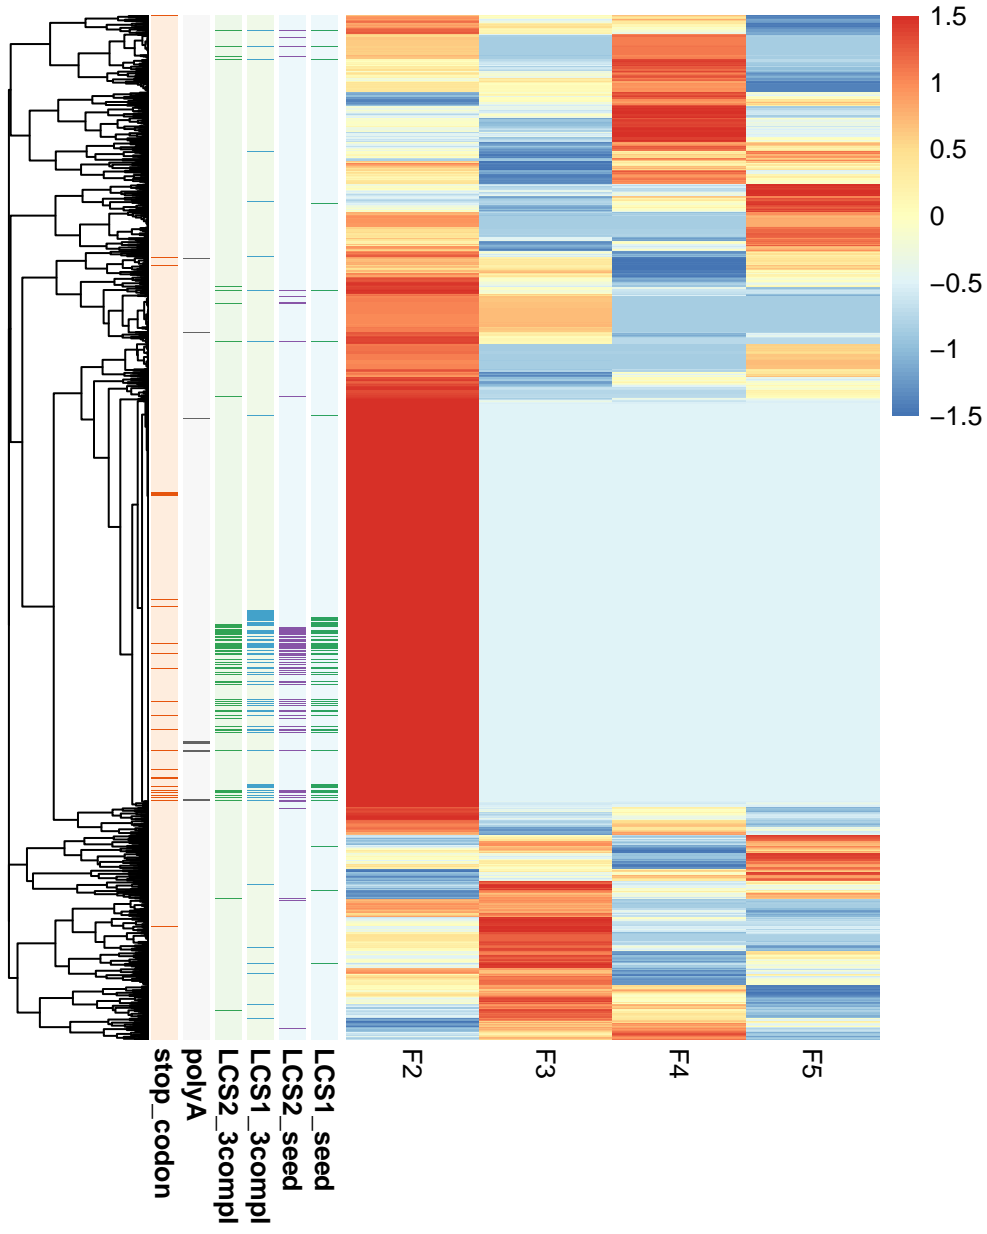 1.5
1
0.5
0
−0.5
−1
−1.5
F2
F3
F4
F5
stop_codon
polyA
LCS2_3compl
LCS1_3compl
LCS2_seed
LCS1_seed